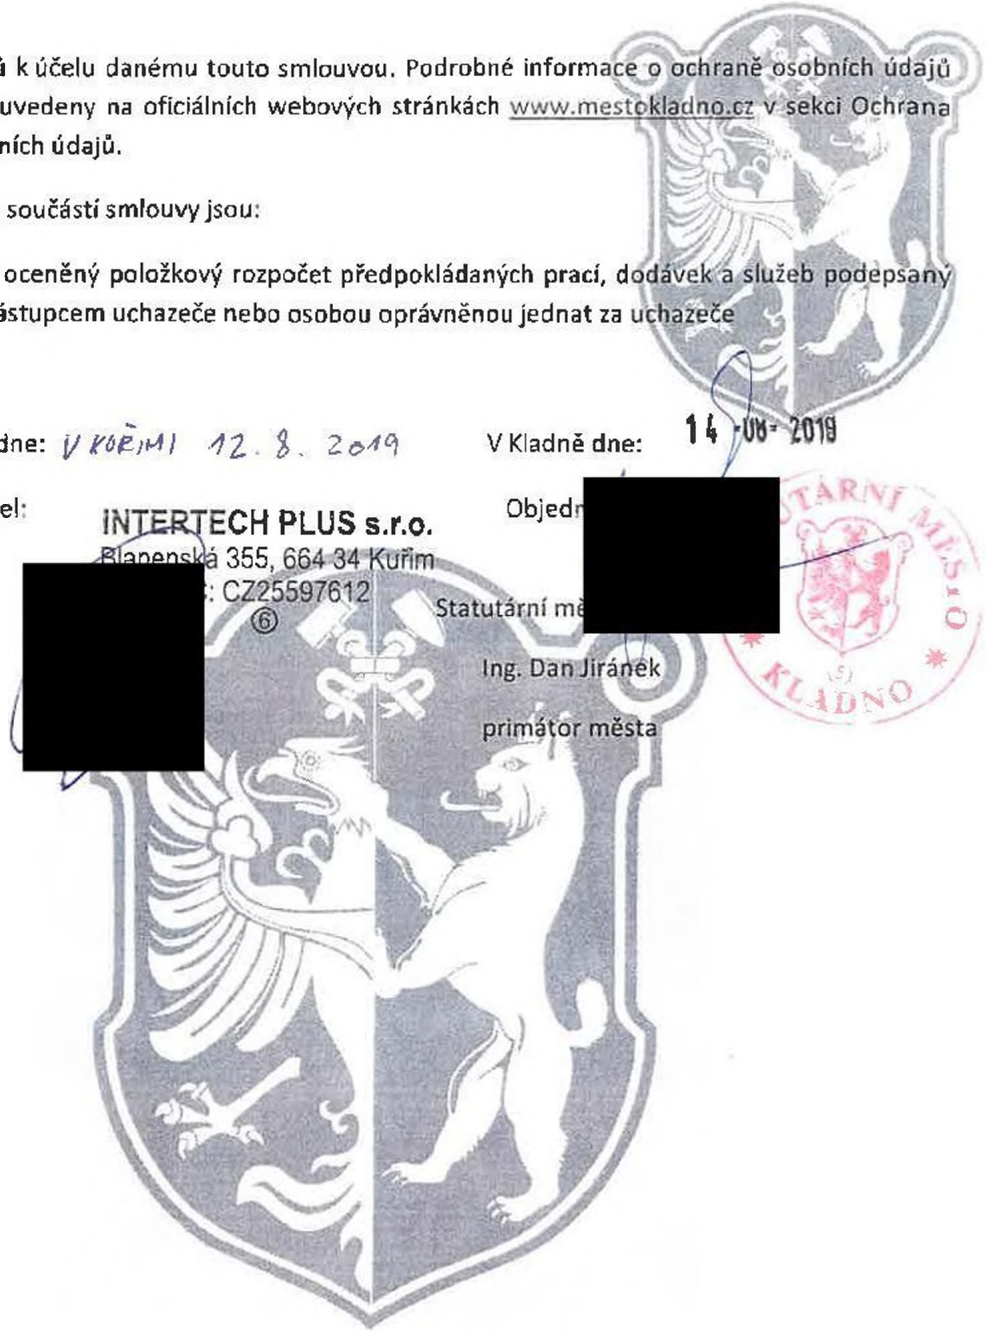 ů k účelu danému touto smlouvou. Podrobné informace o ochraně osobních údajů
uvedeny na oficiálních webových stránkách www.mestokladno.cz v sekci Ochrana
ních údajů.
součástí smlouvy jsou:
oceněný položkový rozpočet předpokládaných prací, dodávek a služeb podepsaný
ástupcem uchazeče nebo osobou oprávněnou jednat za uchazeče
dne: V KUŘIMI 12. 8. 2019
V Kladně dne: 14 -08- 2019
el:
INTERTECH PLUS s.r.o.
Blanenská 355, 664 34 Kuřim
: CZ25597612
6
Objedn
Statutární mě
Ing. Dan Jiránek
primátor města
UTÁRNÍ MĚSTO
KLADNO
(5)